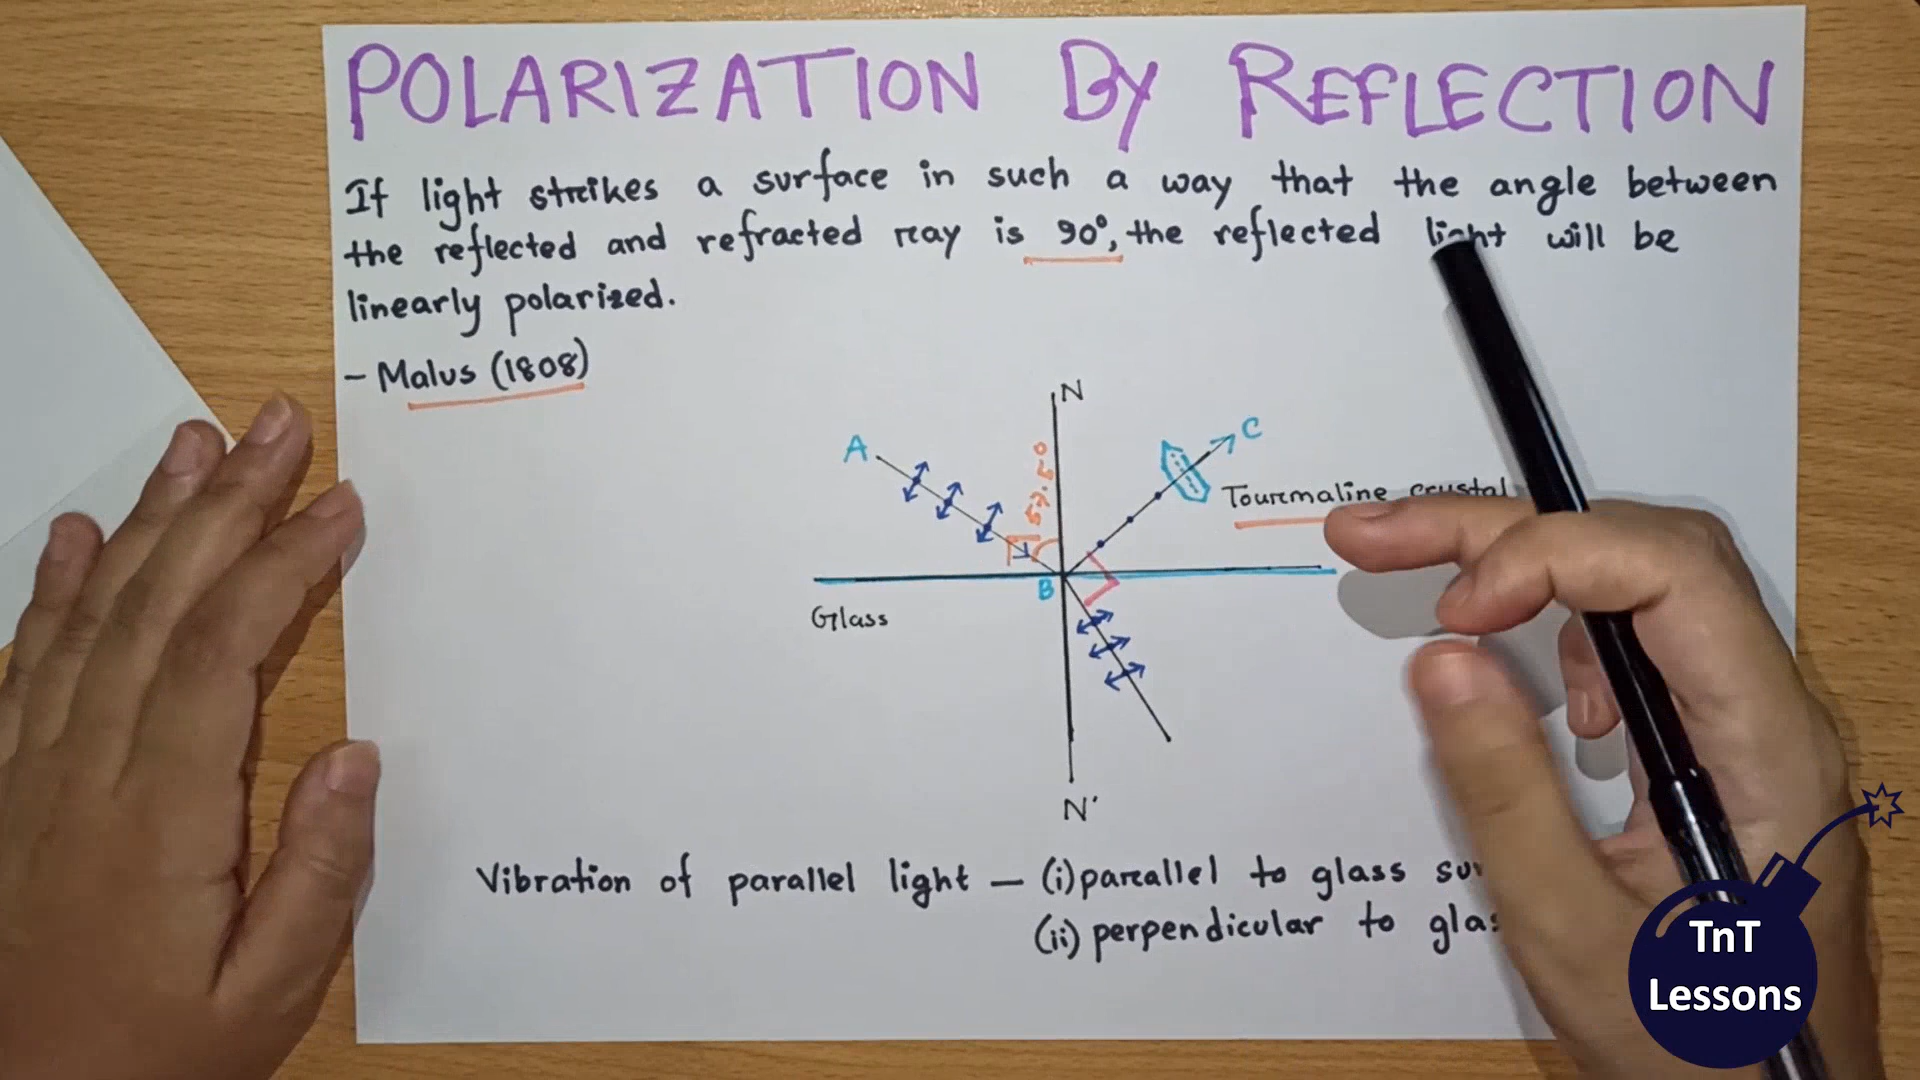 POLARIZATION BY REFLECTION
If light strikes a surface in such a way that the angle between
the reflected and refracted ray is 90°, the reflected light will be
linearly polarized.
- Malus (1808)
N
A
57.5°
C
Tourmaline crystal
B
Glass
N'
Vibration of parallel light - (i) parallel to glass
(ii) perpendicular to
TnT
Lessons